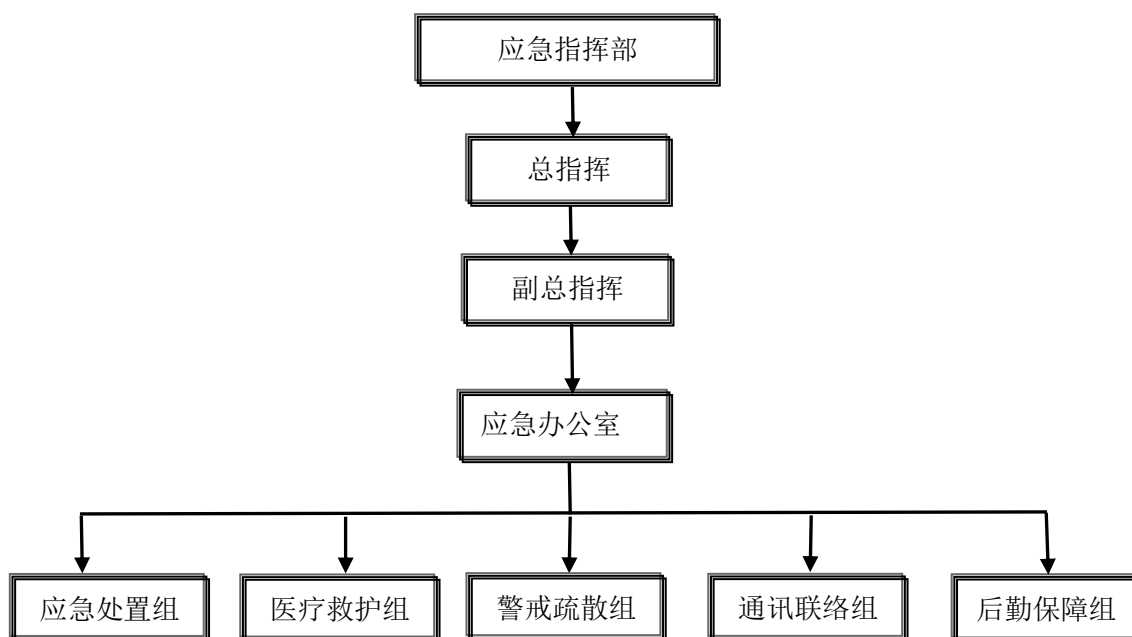 应急指挥部
总指挥
副总指挥
应急办公室
应急处置组
医疗救护组
警戒疏散组
通讯联络组
后勤保障组